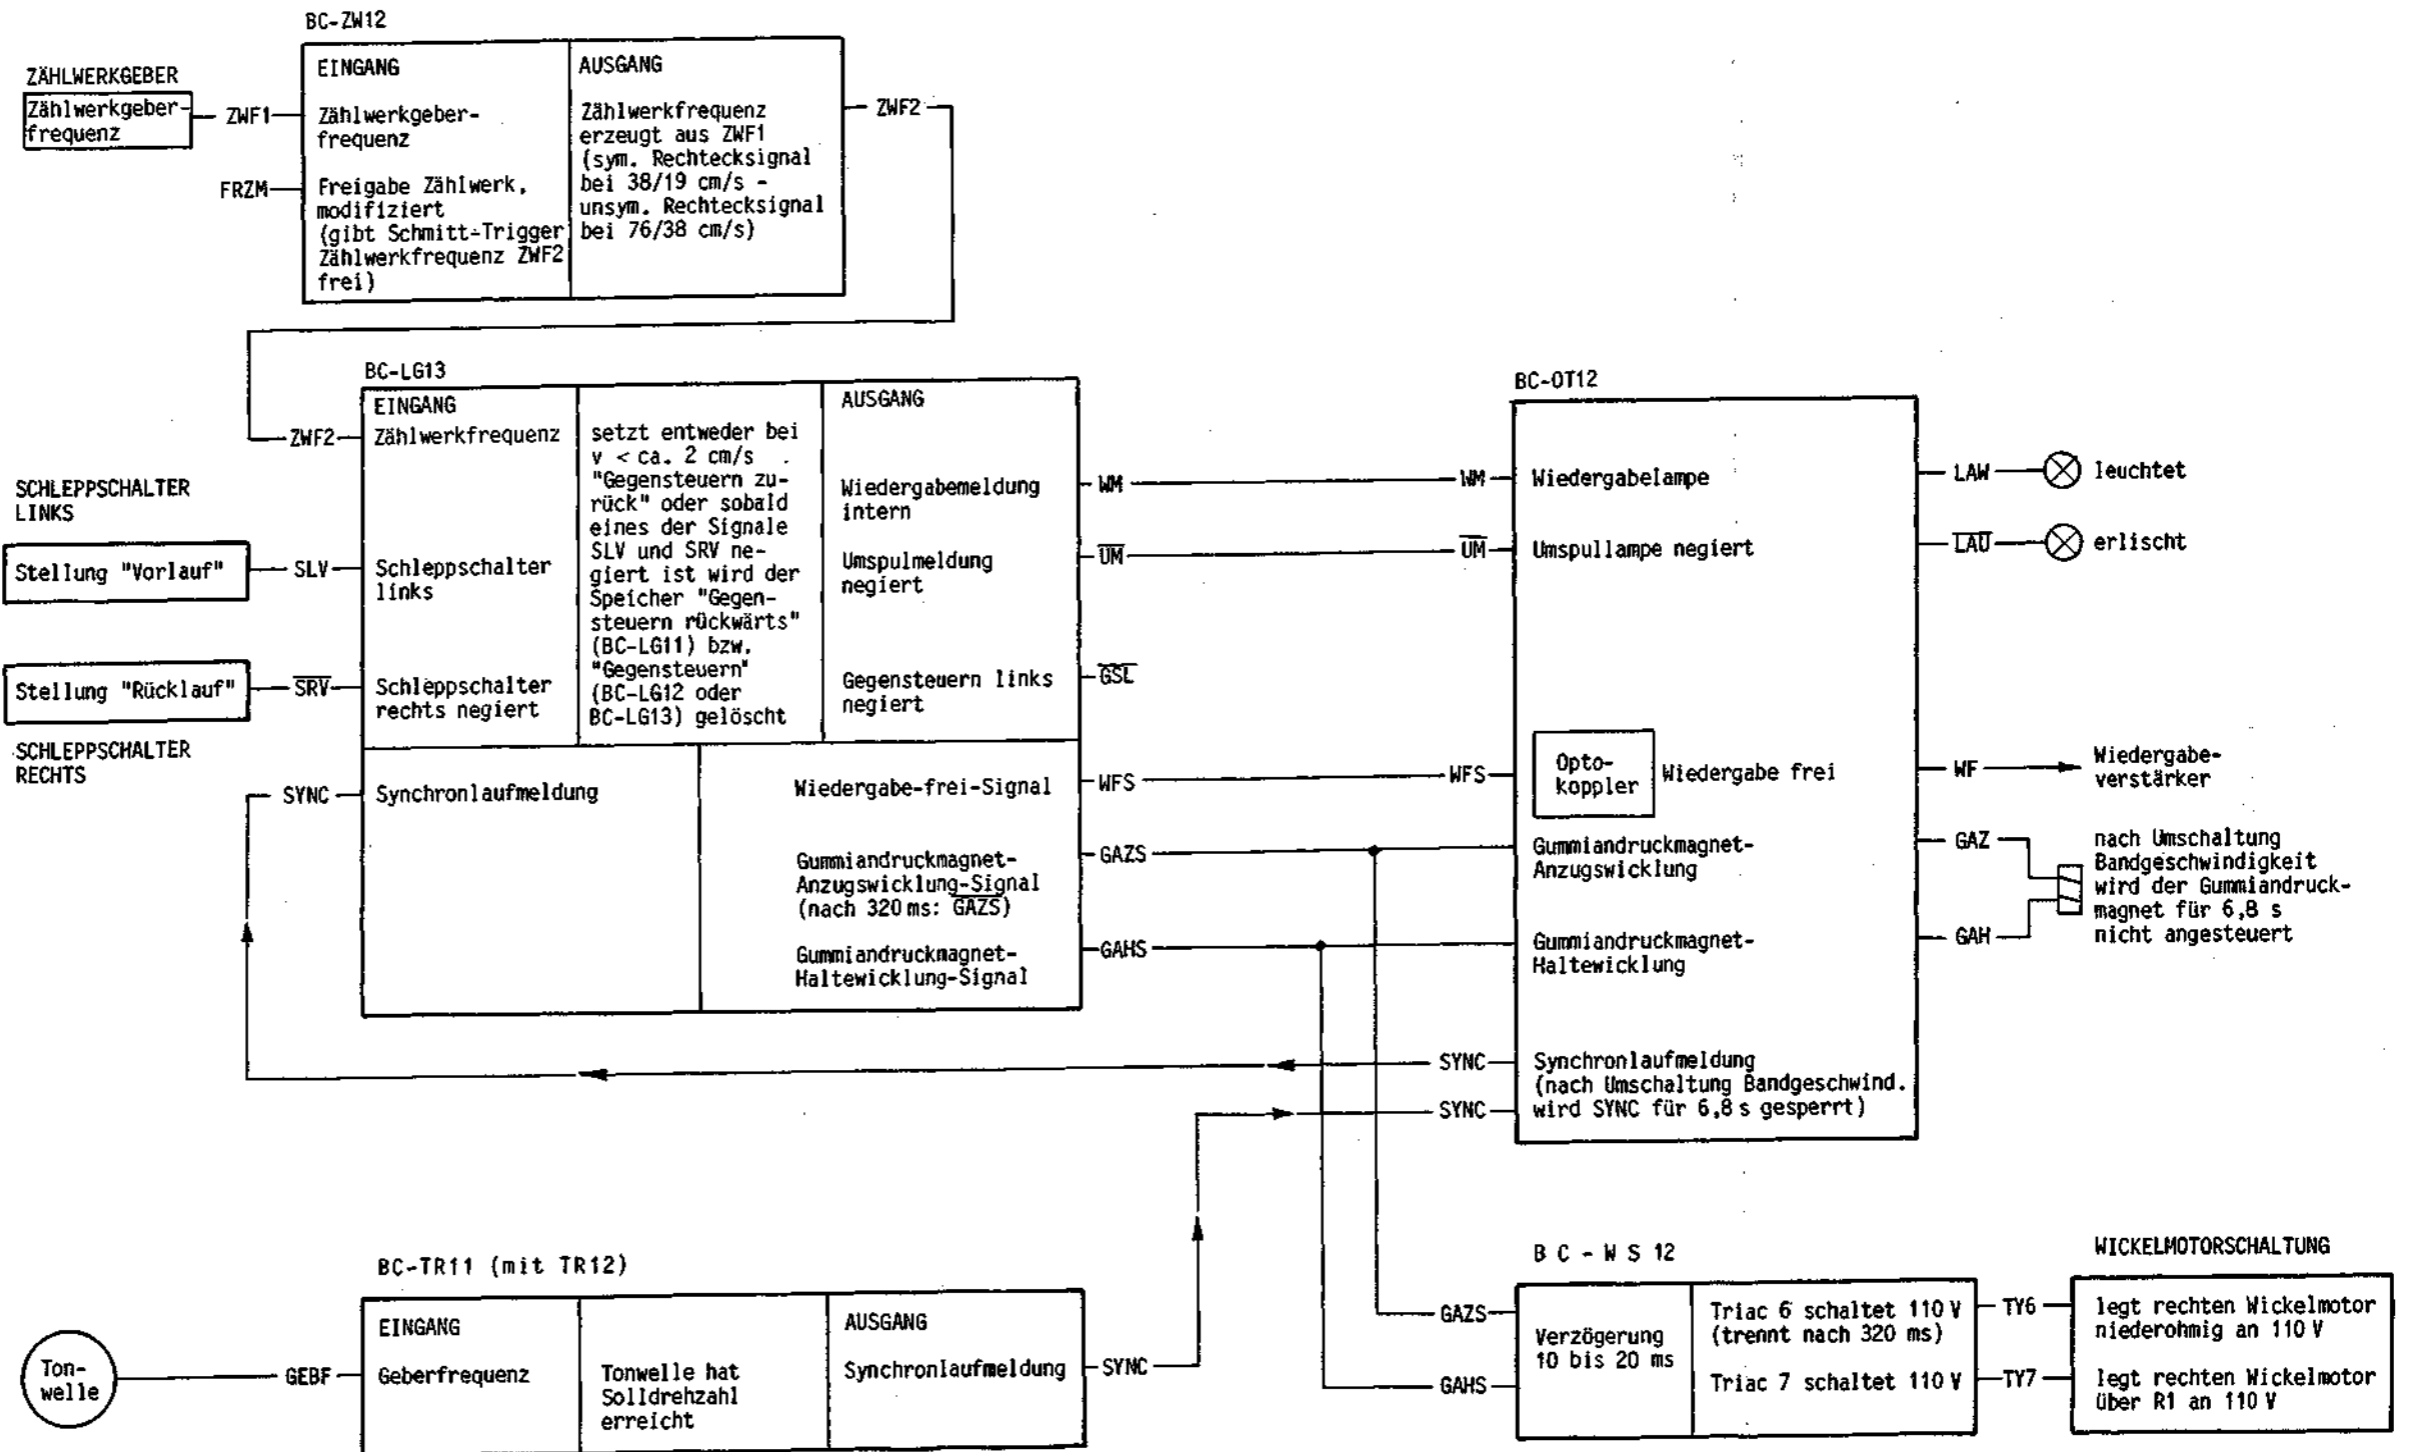 BC-ZW12
ZÄHLWERKGEBER
Zählwerkgeber-
frequenz
ZWF1
FRZM
EINGANG
Zählwerkgeber-
frequenz
Freigabe Zählwerk,
modifiziert
(gibt Schmitt-Trigger
Zählwerkfrequenz ZWF2
frei)
AUSGANG
Zählwerkfrequenz
erzeugt aus ZWF1
(sym. Rechtecksignal
bei 38/19 cm/s -
unsym. Rechtecksignal
bei 76/38 cm/s)
ZWF2
BC-LG13
ZWF2
SCHLEPPSCHALTER
LINKS
Stellung "Vorlauf"
SLV
Stellung "Rücklauf"
S̅R̅V̅
SCHLEPPSCHALTER
RECHTS
SYNC
EINGANG
Zählwerkfrequenz
Schleppschalter
links
Schleppschalter
rechts negiert
setzt entweder bei
v < ca. 2 cm/s
"Gegensteuern zu-
rück" oder sobald
eines der Signale
SLV und SRV ne-
giert ist wird der
Speicher "Gegen-
steuern rückwärts"
(BC-LG11) bzw.
"Gegensteuern"
(BC-LG12 oder
BC-LG13) gelöscht
AUSGANG
Wiedergabemeldung
intern
Umspulmeldung
negiert
Gegensteuern links
negiert
Synchronlaufmeldung
Wiedergabe-frei-Signal
Gummiandruckmagnet-
Anzugswicklung-Signal
(nach 320 ms: G̅A̅Z̅S̅)
Gummiandruckmagnet-
Haltewicklung-Signal
WM
U̅M̅
G̅S̅L̅
WFS
GAZS
GAHS
BC-OT12
WM
U̅M̅
WFS
SYNC
SYNC
Wiedergabelampe
Umspullampe negiert
Opto-
koppler
Wiedergabe frei
Gummiandruckmagnet-
Anzugswicklung
Gummiandruckmagnet-
Haltewicklung
Synchronlaufmeldung
(nach Umschaltung Bandgeschwind.
wird SYNC für 6,8 s gesperrt)
LAW
leuchtet
L̅A̅U̅
erlischt
WF
Wiedergabe-
verstärker
GAZ
GAH
nach Umschaltung
Bandgeschwindigkeit
wird der Gummiandruck-
magnet für 6,8 s
nicht angesteuert
BC-TR11 (mit TR12)
Ton-
welle
GEBF
EINGANG
Geberfrequenz
Tonwelle hat
Solldrehzahl
erreicht
AUSGANG
Synchronlaufmeldung
SYNC
B C - W S 12
GAZS
GAHS
Verzögerung
10 bis 20 ms
Triac 6 schaltet 110 V
(trennt nach 320 ms)
Triac 7 schaltet 110 V
TY6
TY7
WICKELMOTORSCHALTUNG
legt rechten Wickelmotor
niederohmig an 110 V
legt rechten Wickelmotor
über R1 an 110 V